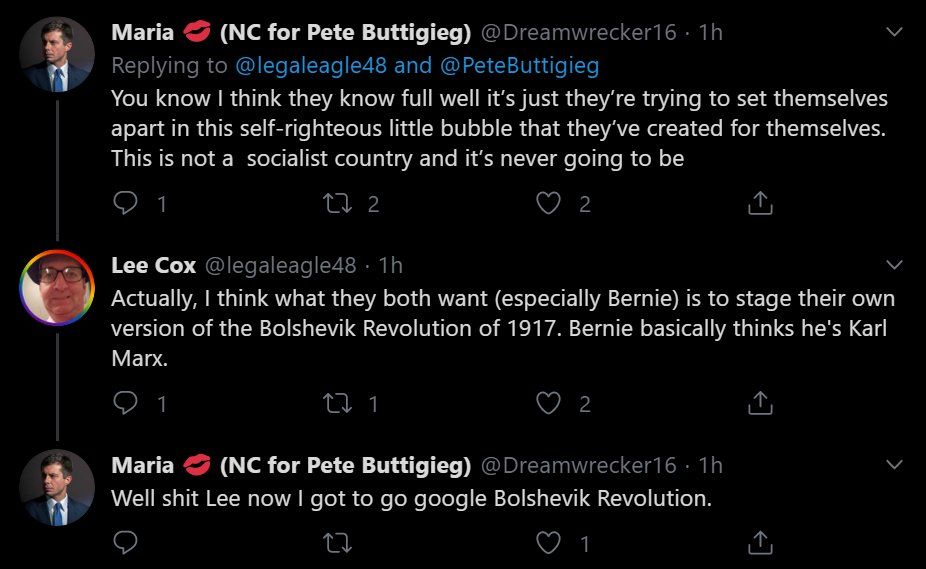 Maria 💋 (NC for Pete Buttigieg) @Dreamwrecker16 · 1h
Replying to @legaleagle48 and @PeteButtigieg
You know I think they know full well it’s just they’re trying to set themselves
apart in this self-righteous little bubble that they’ve created for themselves.
This is not a  socialist country and it’s never going to be
1 2 2
Lee Cox @legaleagle48 · 1h
Actually, I think what they both want (especially Bernie) is to stage their own
version of the Bolshevik Revolution of 1917. Bernie basically thinks he's Karl
Marx.
1 1 2
Maria 💋 (NC for Pete Buttigieg) @Dreamwrecker16 · 1h
Well shit Lee now I got to go google Bolshevik Revolution.
1